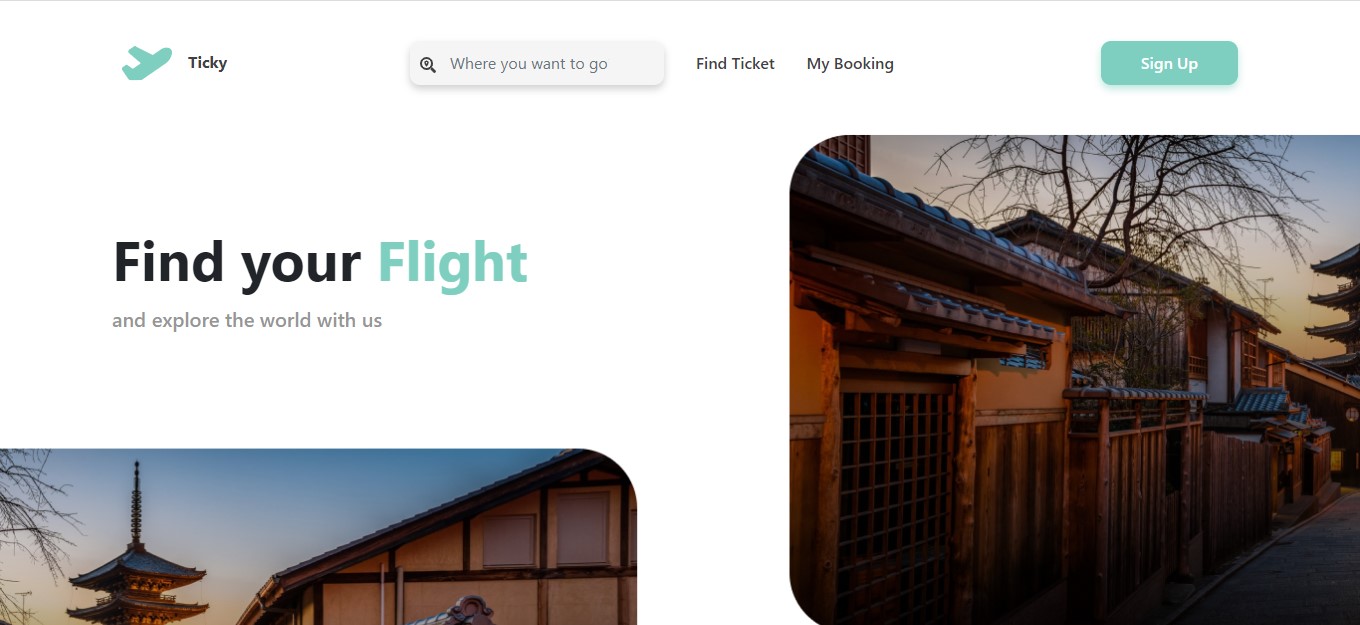 Ticky
Where you want to go
Find Ticket
My Booking
Sign Up
Find your Flight
and explore the world with us